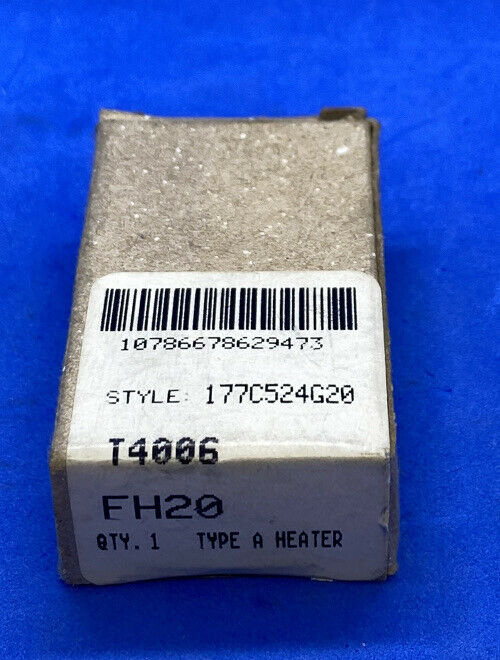 10786678629473
STYLE: 177C524G20
T4006
FH20
QTY. 1 TYPE A HEATER